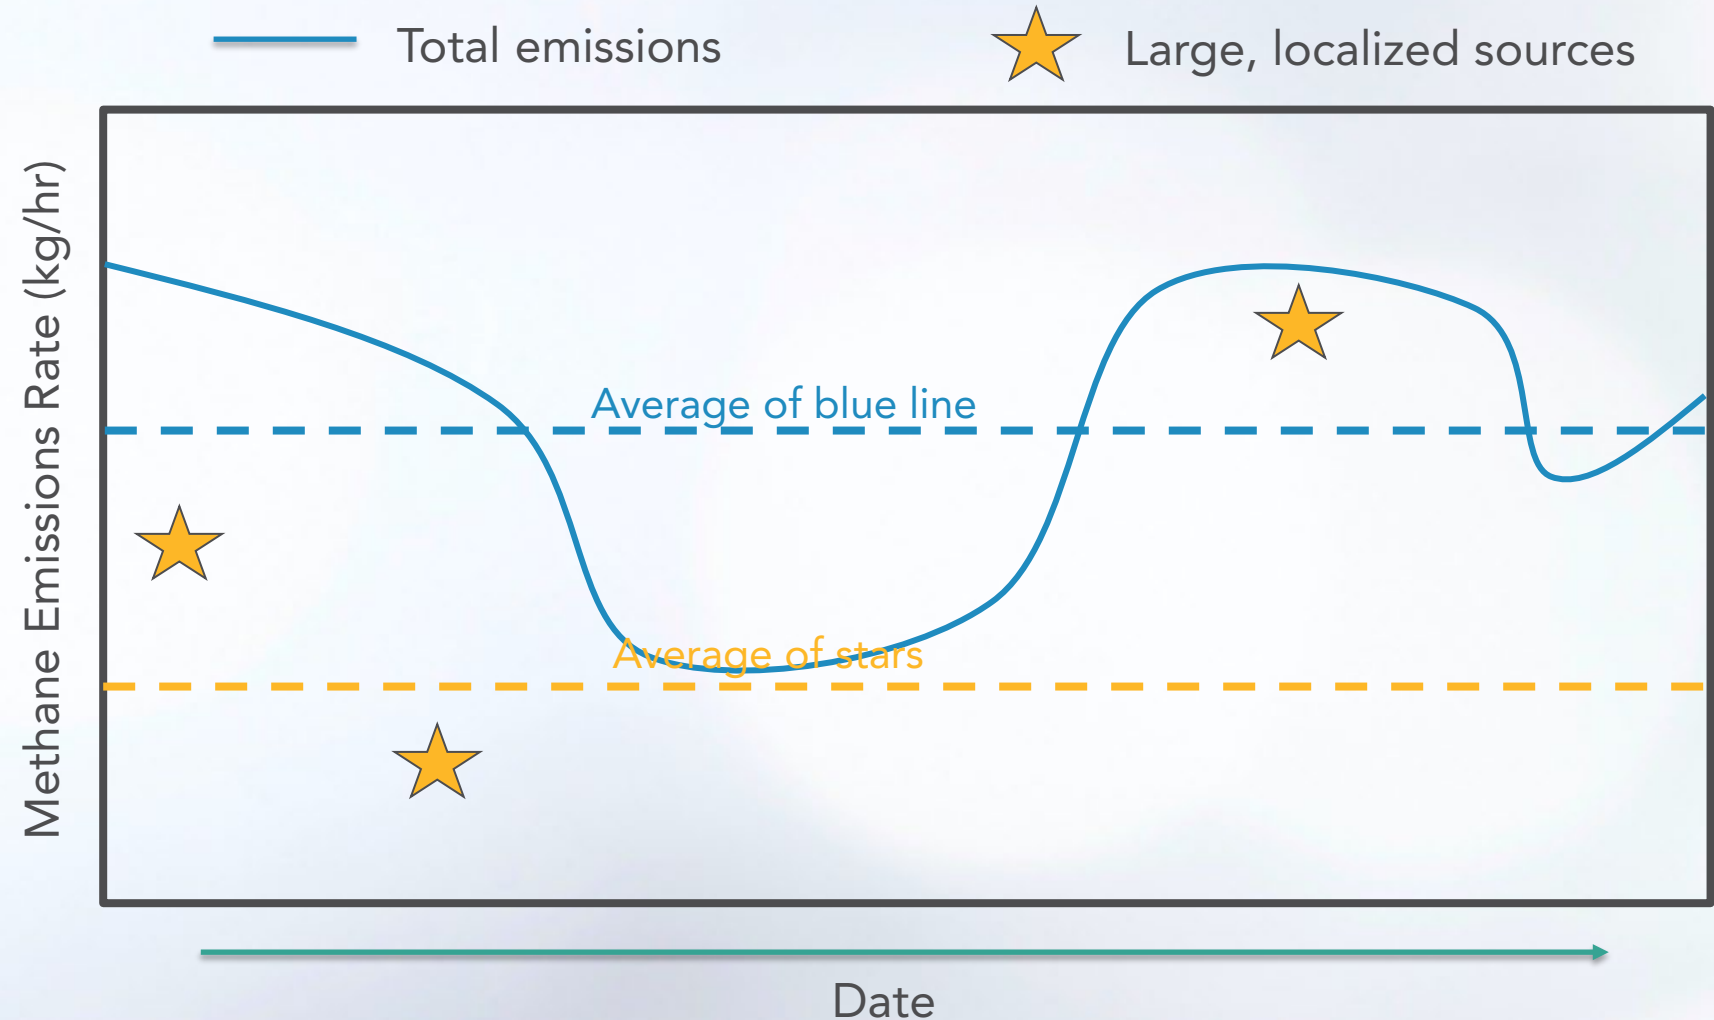 Total emissions
Large, localized sources
Methane Emissions Rate (kg/hr)
Average of blue line
Average of stars
Date